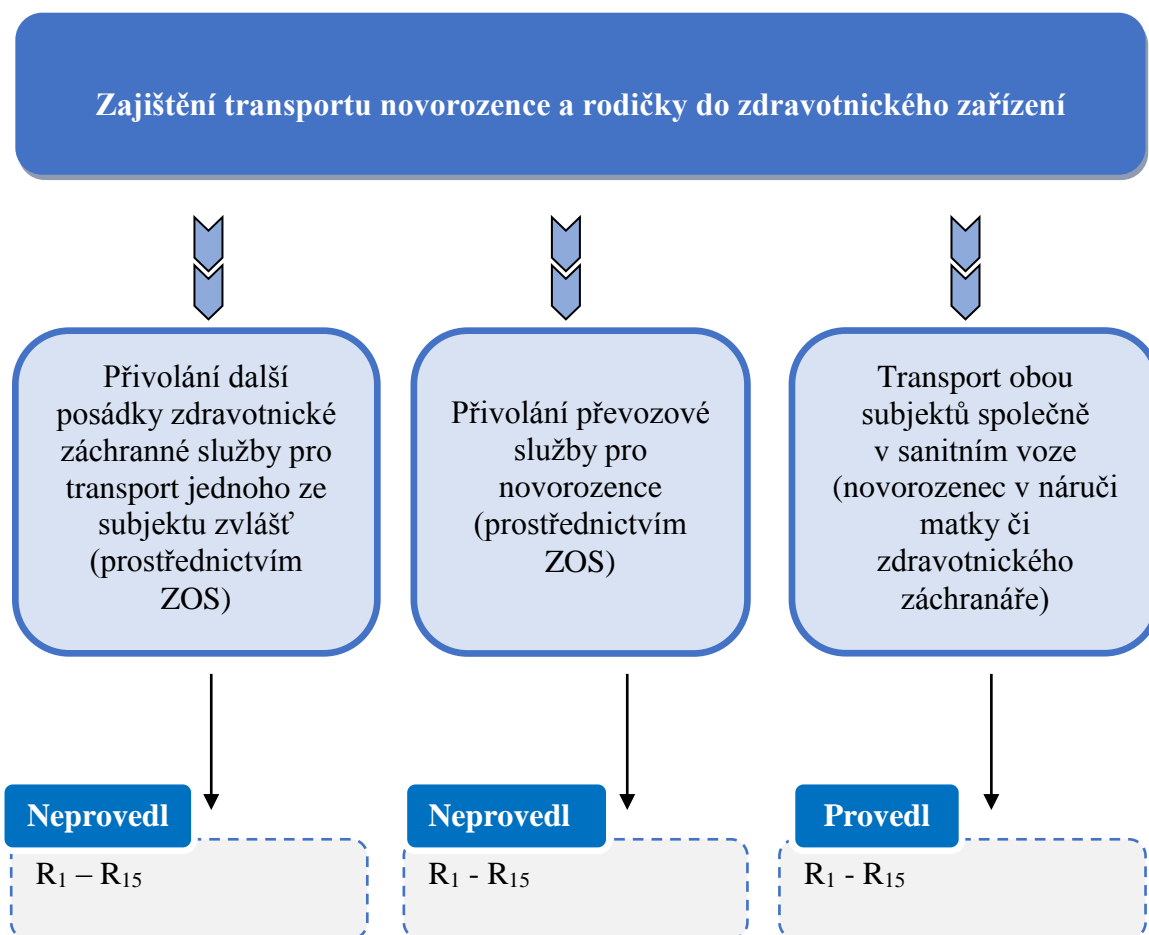 Zajištění transportu novorozence a rodičky do zdravotnického zařízení
Přivolání další
posádky zdravotnické
záchranné služby pro
transport jednoho ze
subjektu zvlášť
(prostřednictvím
ZOS)
Přivolání převozové
služby pro
novorozence
(prostřednictvím
ZOS)
Transport obou
subjektů společně
v sanitním voze
(novorozenec v náruči
matky či
zdravotnického
záchranáře)
Neprovedl
R₁ – R₁₅
Neprovedl
R₁ - R₁₅
Provedl
R₁ - R₁₅